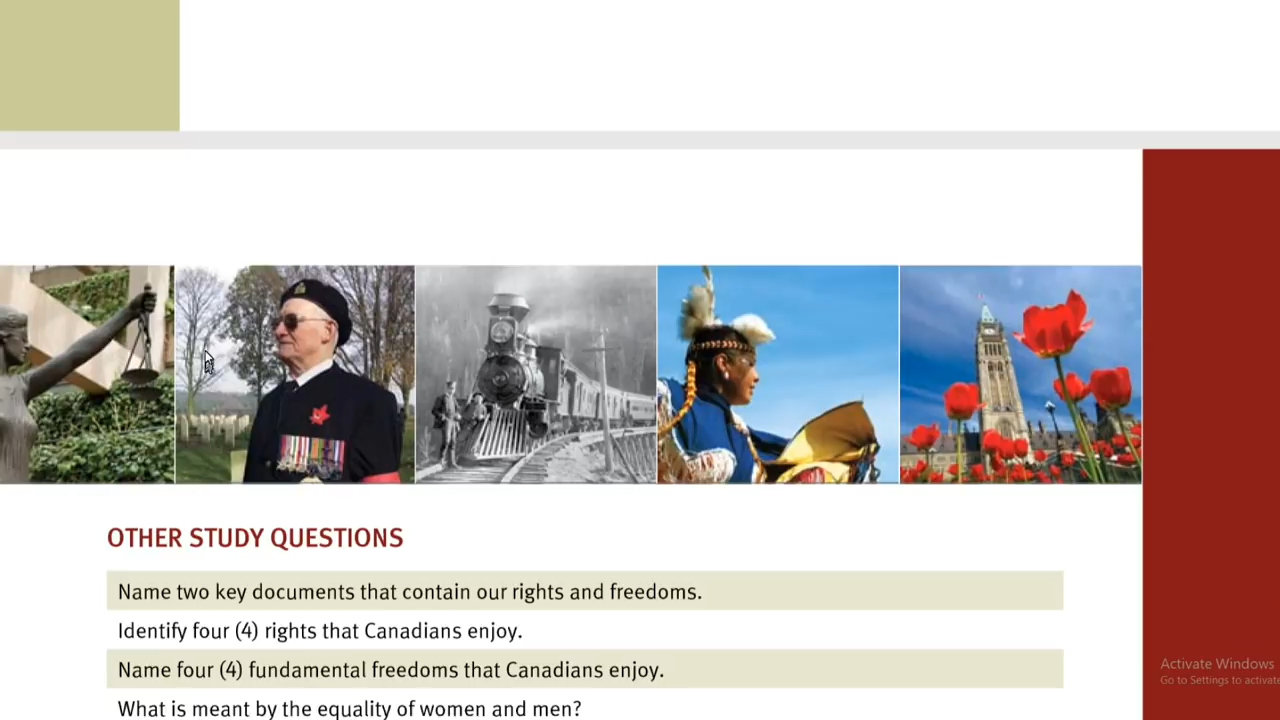 OTHER STUDY QUESTIONS
Name two key documents that contain our rights and freedoms.
Identify four (4) rights that Canadians enjoy.
Name four (4) fundamental freedoms that Canadians enjoy.
What is meant by the equality of women and men?
Activate Windows
Go to Settings to activate